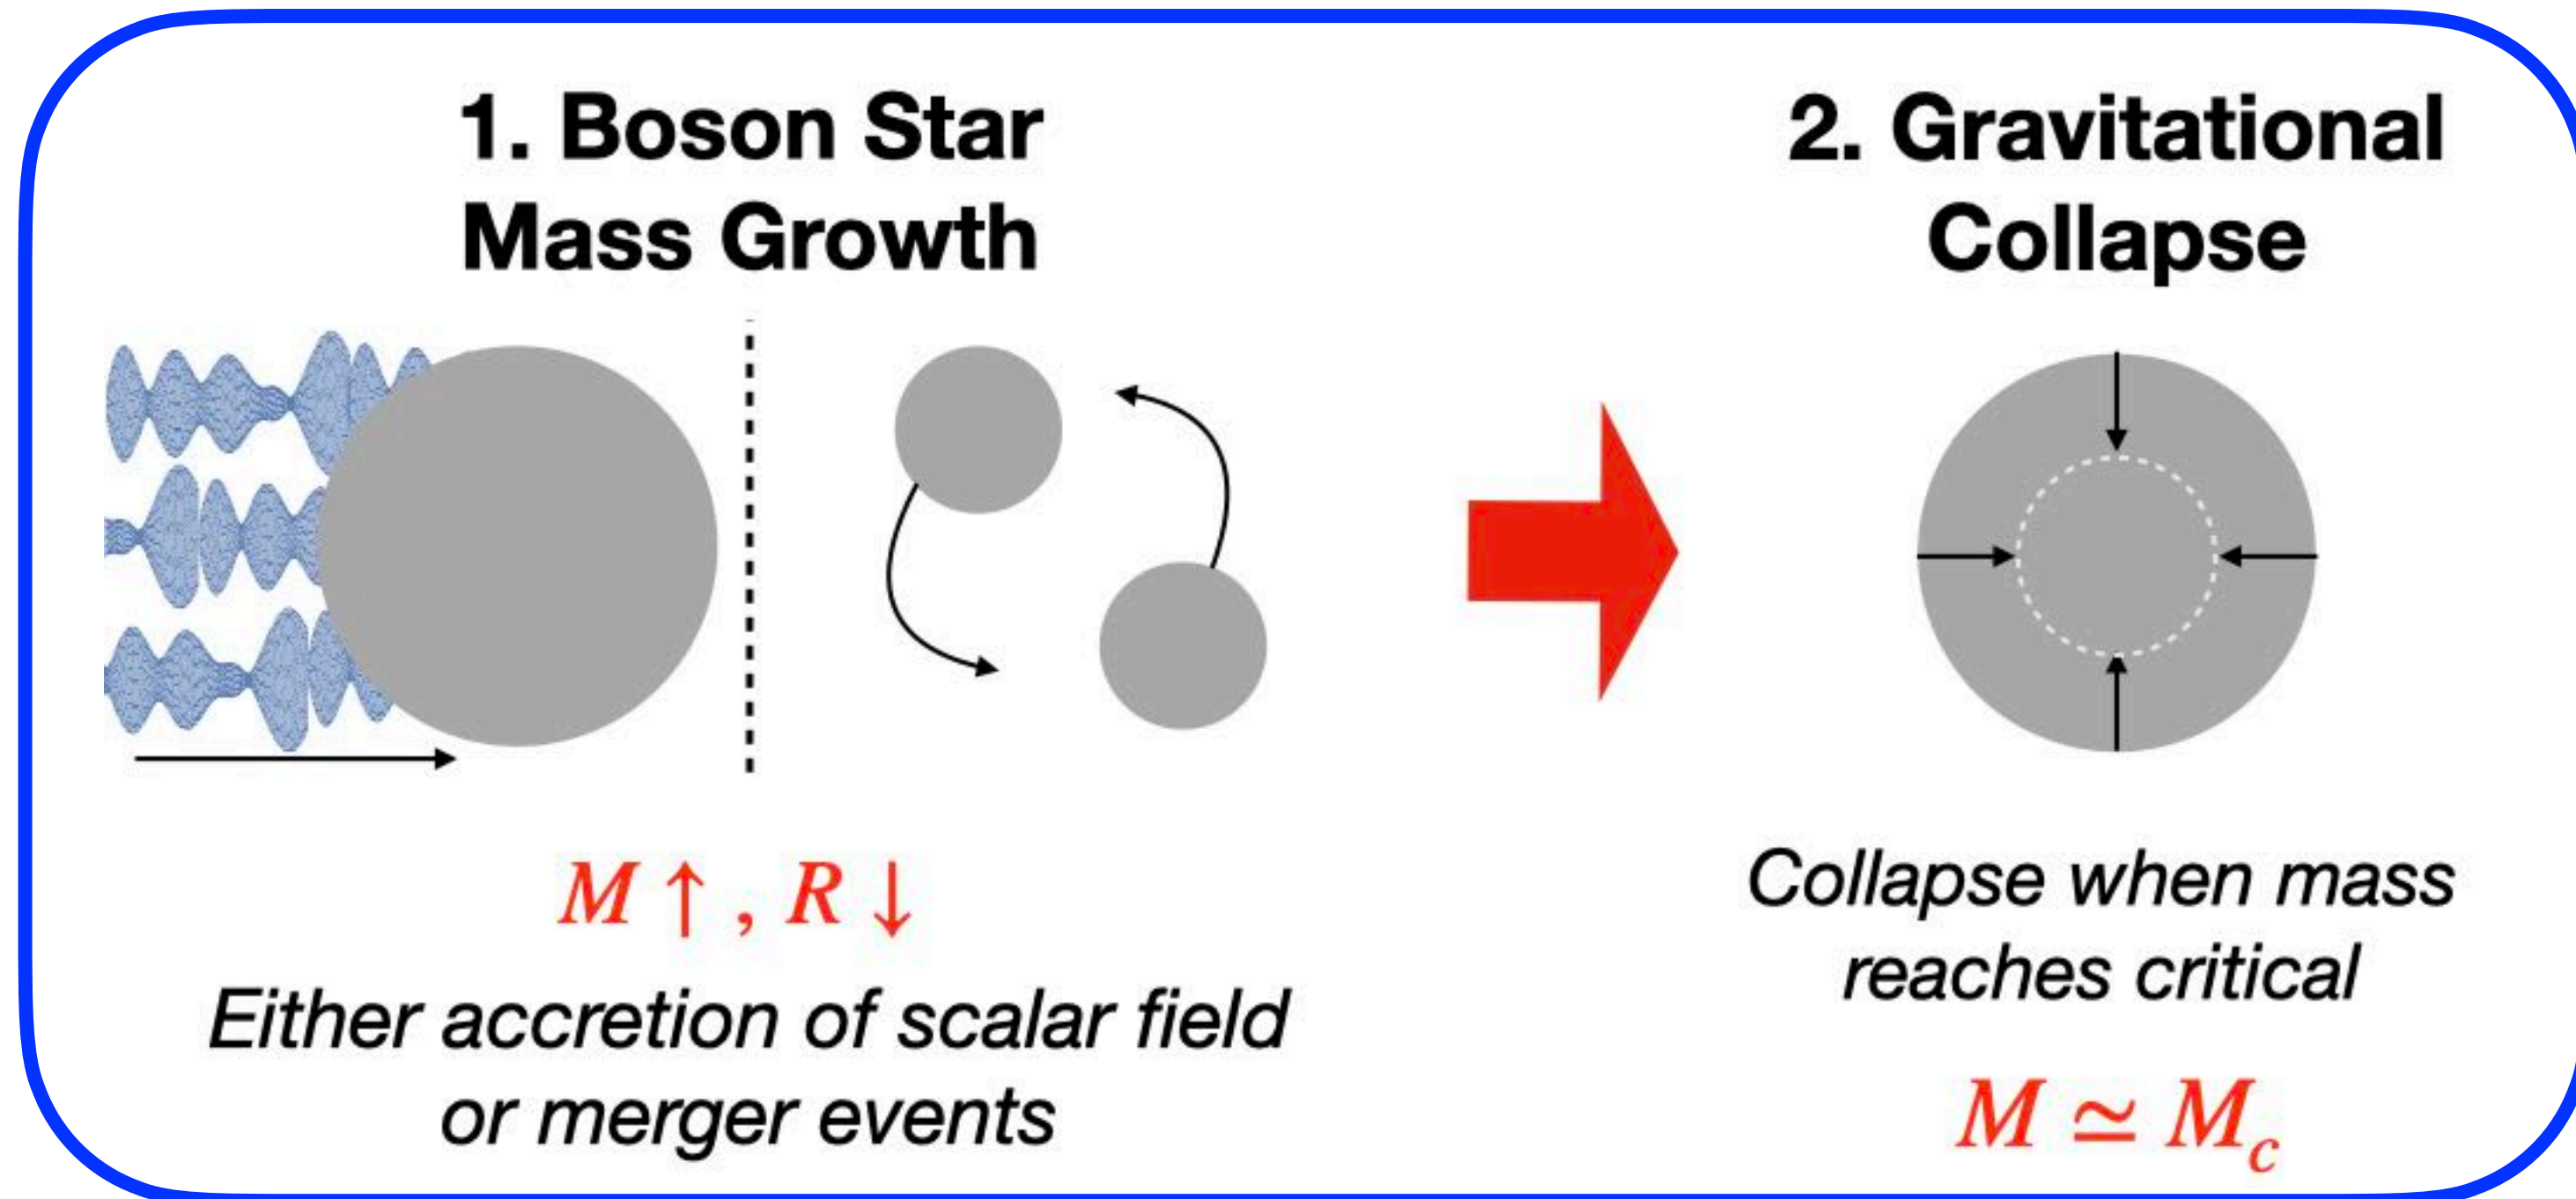 1. Boson Star
Mass Growth
M ↑ , R ↓
Either accretion of scalar field
or merger events
2. Gravitational
Collapse
Collapse when mass
reaches critical
M ≃ M_c